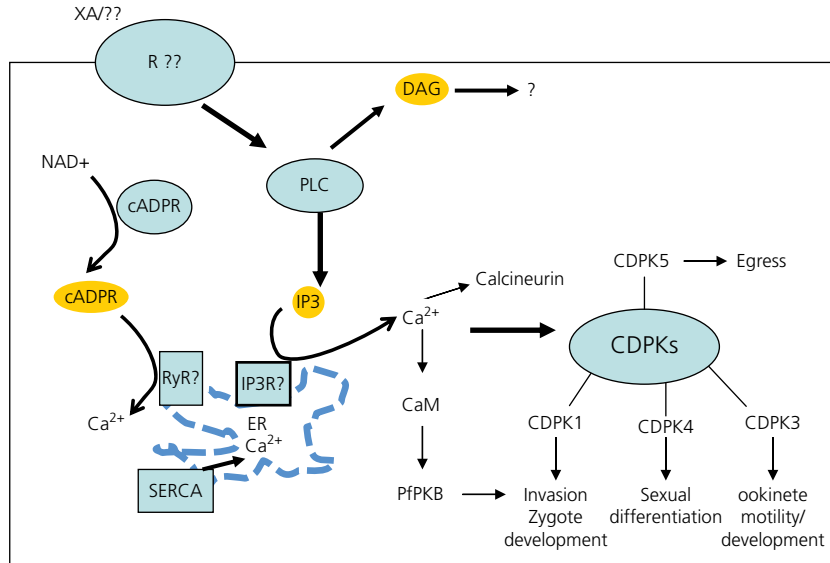 XA/??
R ??
DAG
?
NAD+
cADPR
PLC
CDPK5
Egress
cADPR
IP3
Calcineurin
Ca²⁺
CDPKs
RyR?
IP3R?
Ca²⁺
ER
Ca²⁺
CaM
CDPK1
CDPK4
CDPK3
SERCA
PfPKB
Invasion
Zygote
development
Sexual
differentiation
ookinete
motility/
development